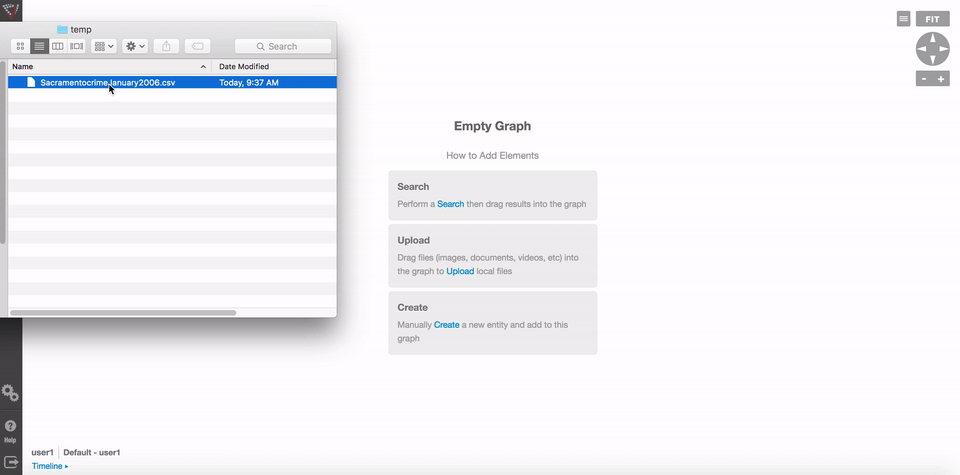 temp
Search
Name
Date Modified
SacramentocrimeJanuary2006.csv
Today, 9:37 AM
FIT
Empty Graph
How to Add Elements
Search
Perform a Search then drag results into the graph
Upload
Drag files (images, documents, videos, etc) into
the graph to Upload local files
Create
Manually Create a new entity and add to this
graph
Help
user1
Default - user1
Timeline